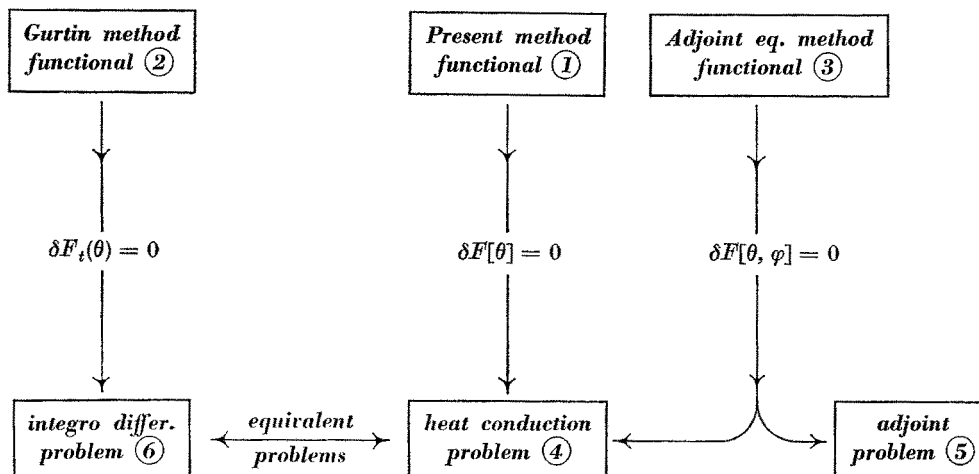 Gurtin method
functional ②
Present method
functional ①
Adjoint eq. method
functional ③
δF_t(θ) = 0
δF[θ] = 0
δF[θ, φ] = 0
integro differ.
problem ⑥
equivalent
problems
heat conduction
problem ④
adjoint
problem ⑤